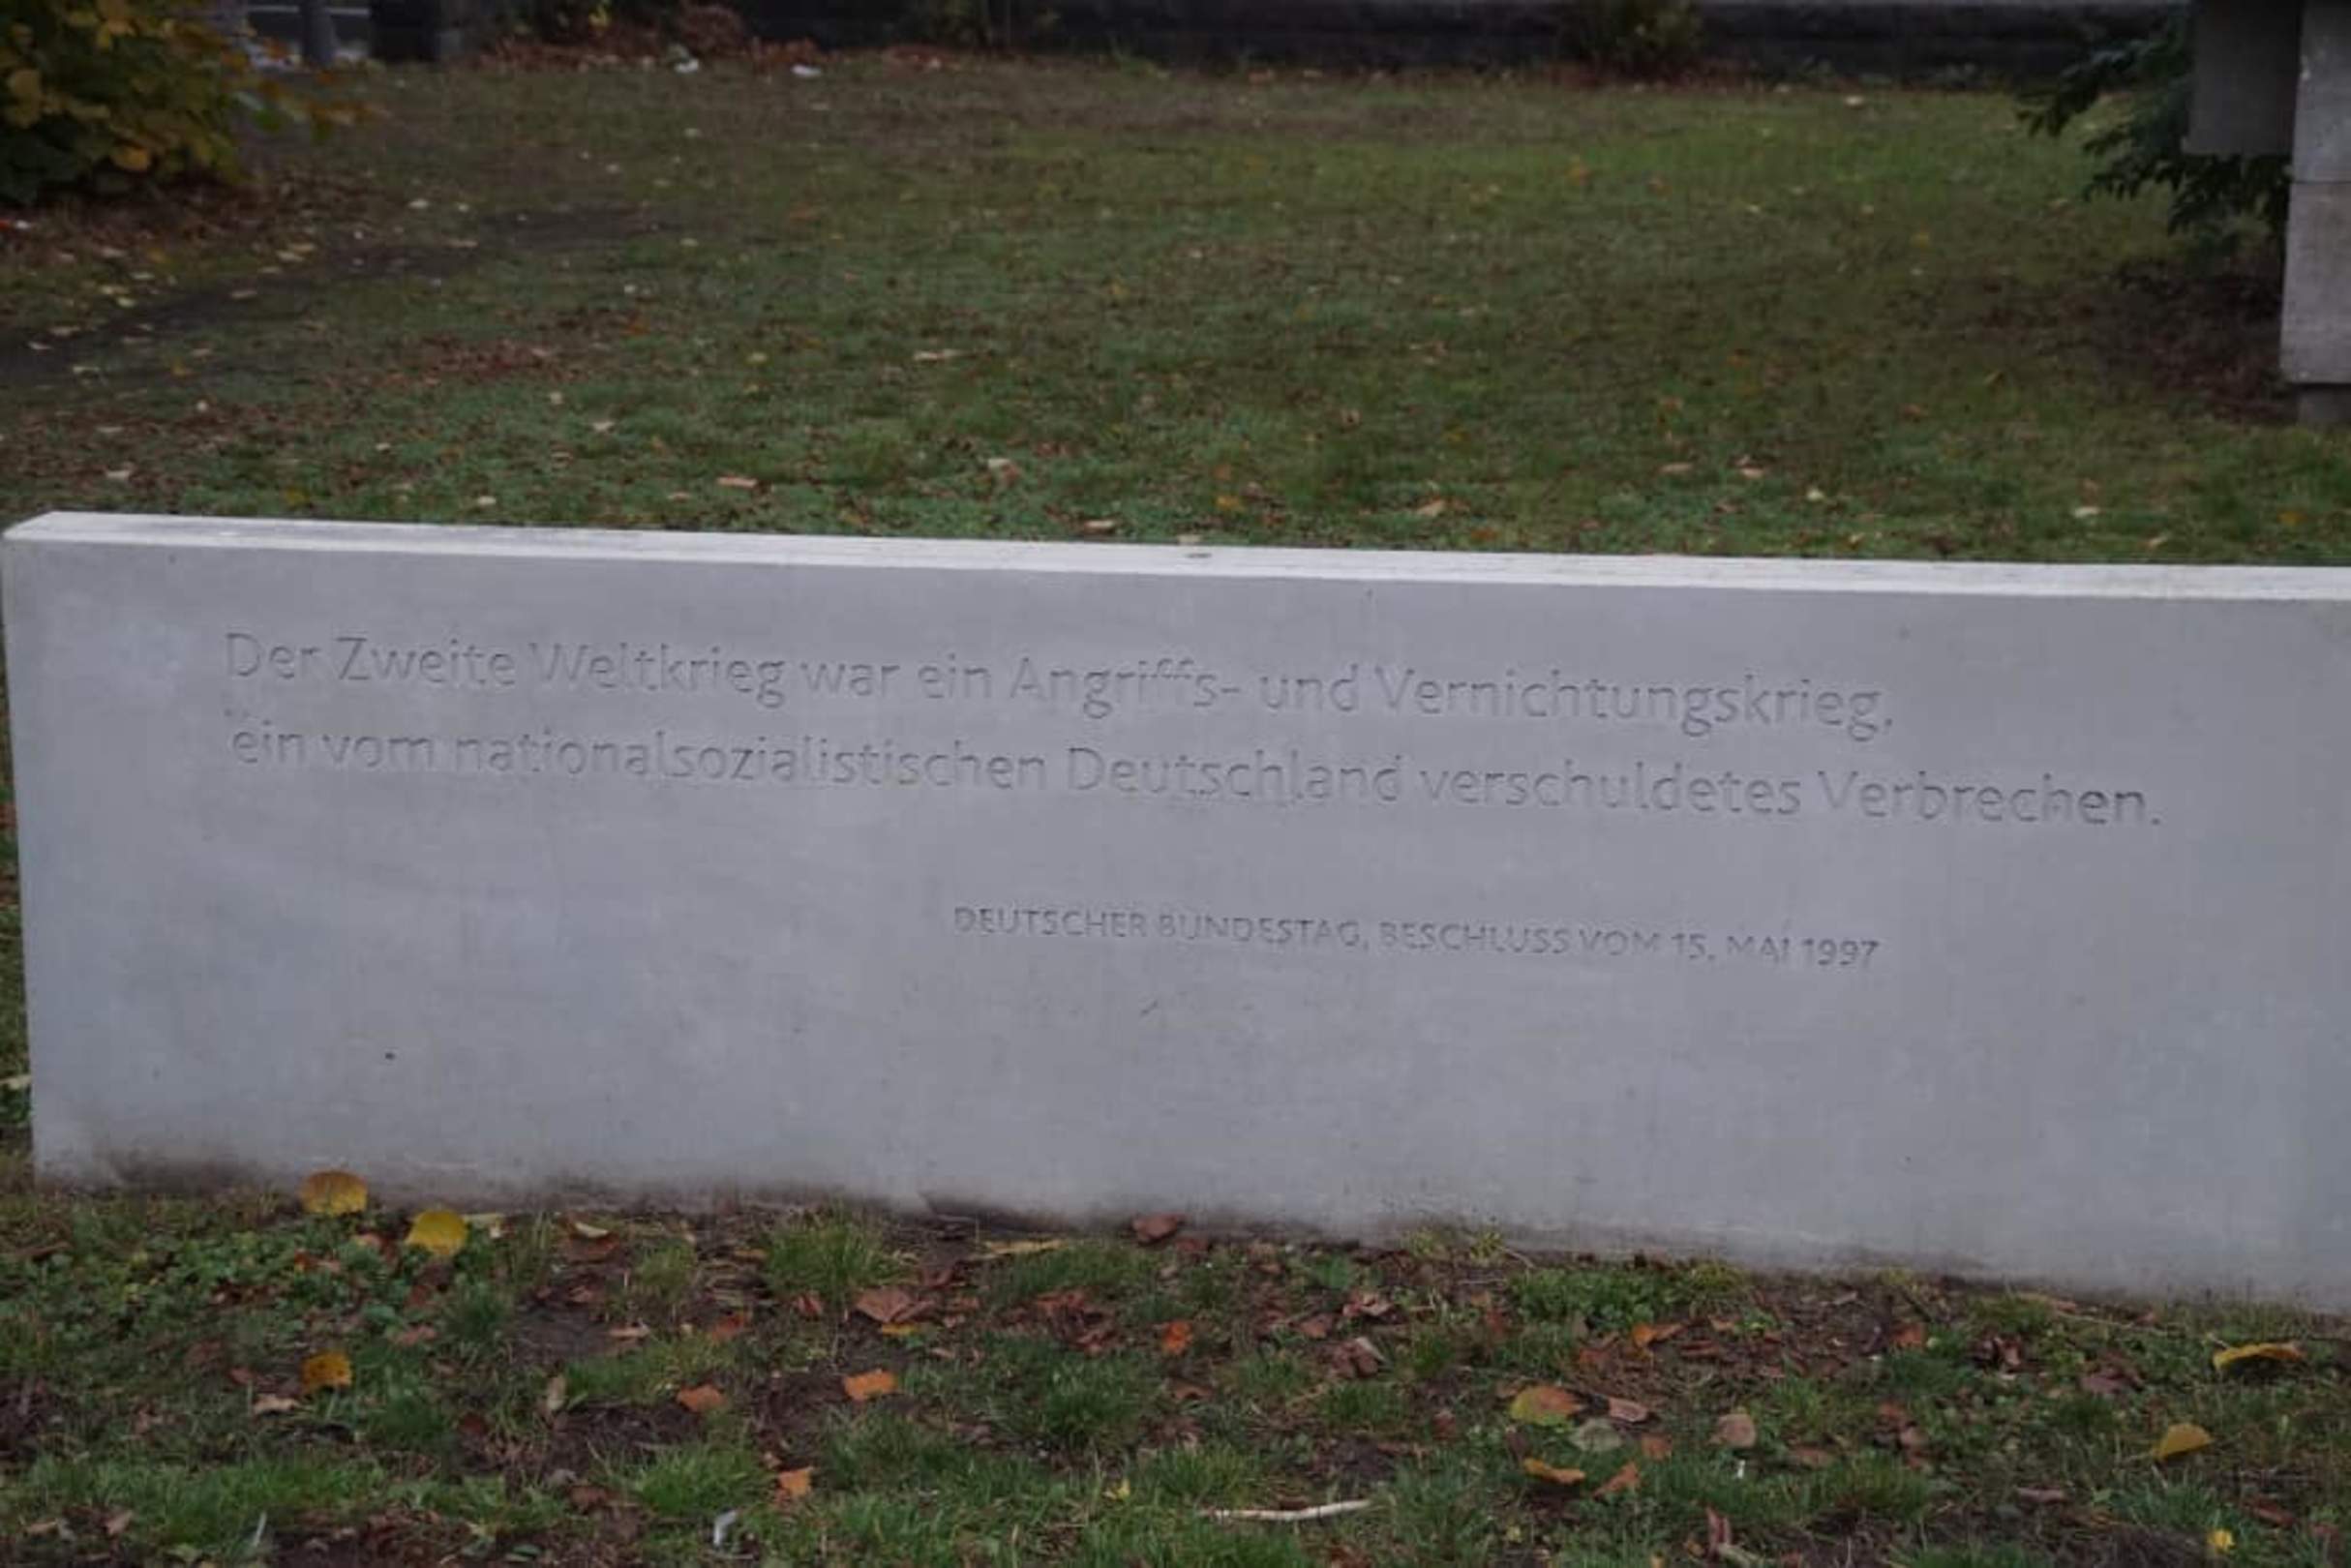 Der Zweite Weltkrieg war ein Angriffs- und Vernichtungskrieg,
ein vom nationalsozialistischen Deutschland verschuldetes Verbrechen.
DEUTSCHER BUNDESTAG, BESCHLUSS VOM 15. MAI 1997